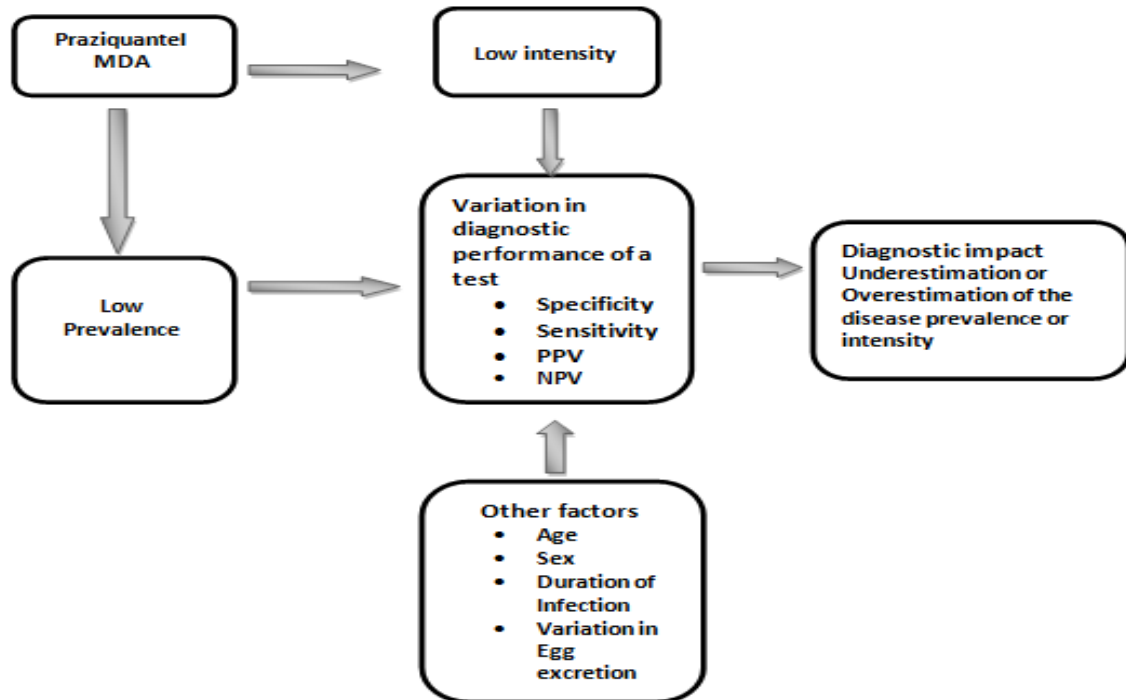 Praziquantel
MDA
Low intensity
Variation in
diagnostic
performance of a
test
• Specificity
• Sensitivity
• PPV
• NPV
Diagnostic impact
Underestimation or
Overestimation of the
disease prevalence or
intensity
Low
Prevalence
Other factors
• Age
• Sex
• Duration of
Infection
• Variation in
Egg
excretion